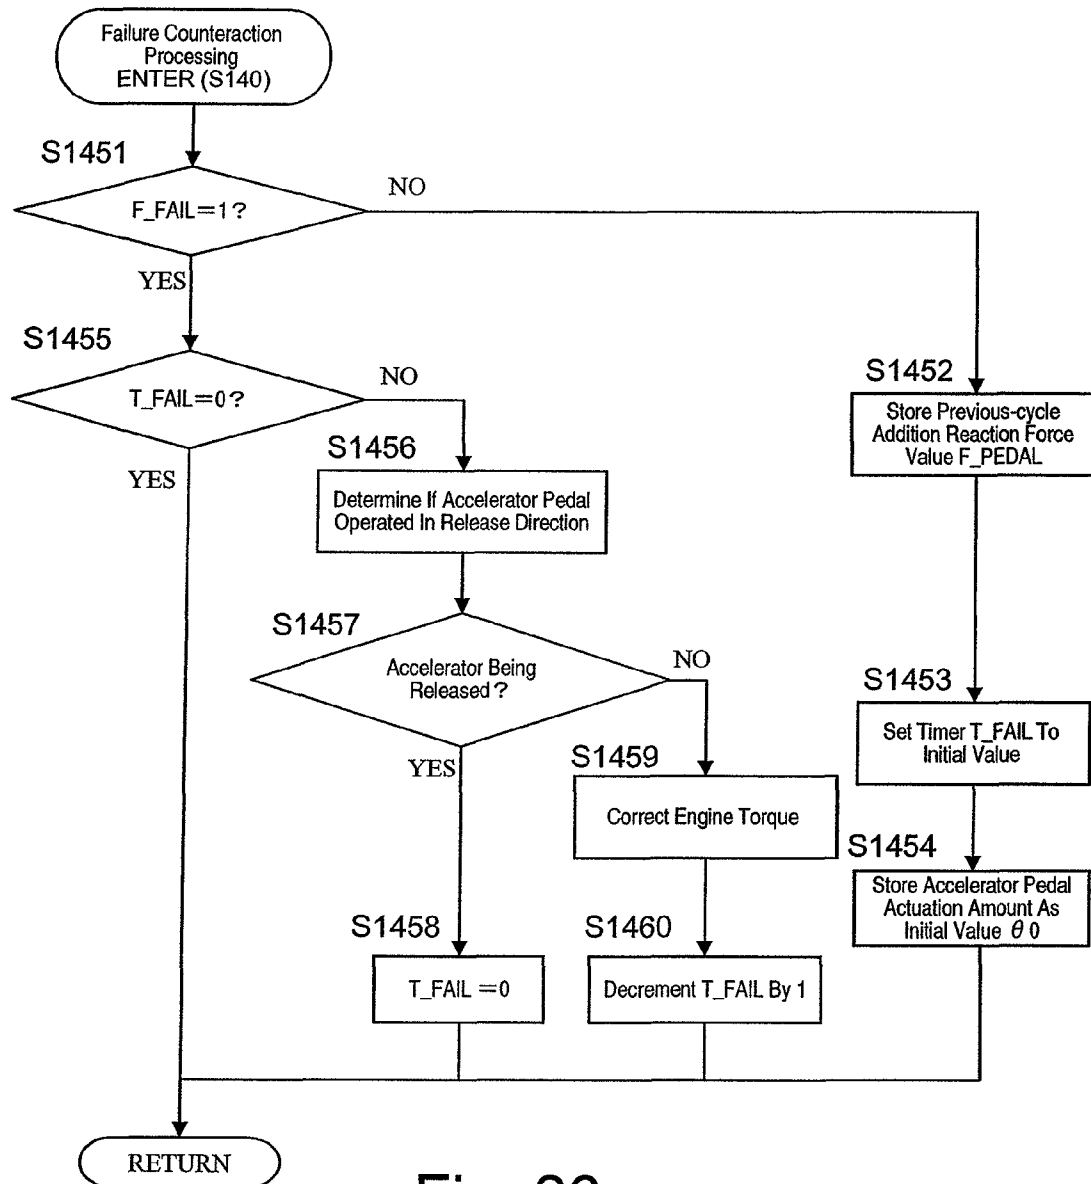 Failure Counteraction
Processing
ENTER (S140)
S1451
F_FAIL=1?
NO
YES
S1455
T_FAIL=0?
NO
YES
S1452
Store Previous-cycle
Addition Reaction Force
Value F_PEDAL
S1456
Determine If Accelerator Pedal
Operated In Release Direction
S1457
Accelerator Being
Released?
NO
YES
S1453
Set Timer T_FAIL To
Initial Value
S1459
Correct Engine Torque
S1454
Store Accelerator Pedal
Actuation Amount As
Initial Value θ0
S1458
T_FAIL=0
S1460
Decrement T_FAIL By 1
RETURN